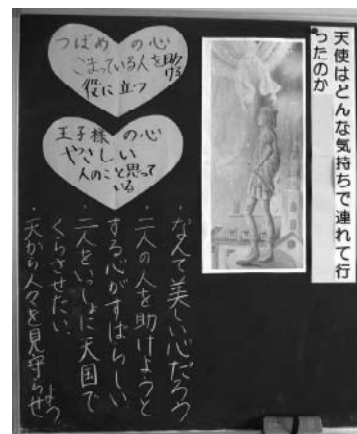 天使はどんな気持ちで連れて行
ったのか
つばめの心
こまっている人を助ける
役に立つ
王子様の心
やさしい
人のこと思って
いる
・なんて美しい心だろう
・二人の人を助けようと
する心がすばらしい
・二人をいっしょに天国で
くらさせたい。
・天から人々を見守らせ
よう